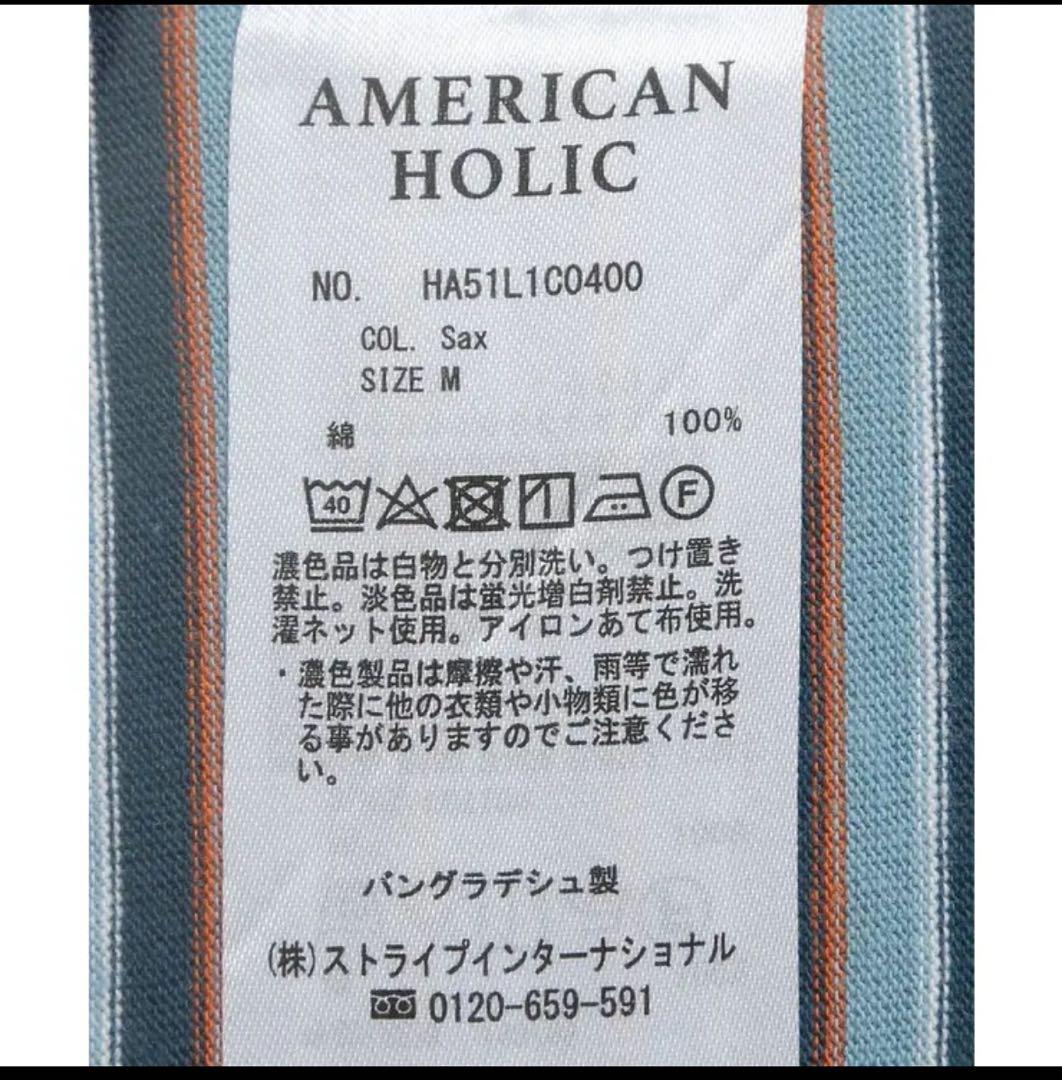 AMERICAN
HOLIC
NO. HA51L1C0400
COL. Sax
SIZE M
綿 100%
40 F
濃色品は白物と分別洗い。つけ置き
禁止。淡色品は蛍光増白剤禁止。洗
濯ネット使用。アイロンあて布使用。
・濃色製品は摩擦や汗、雨等で濡れ
た際に他の衣類や小物類に色が移
る事がありますのでご注意くださ
い。
バングラデシュ製
(株)ストライプインターナショナル
0120-659-591